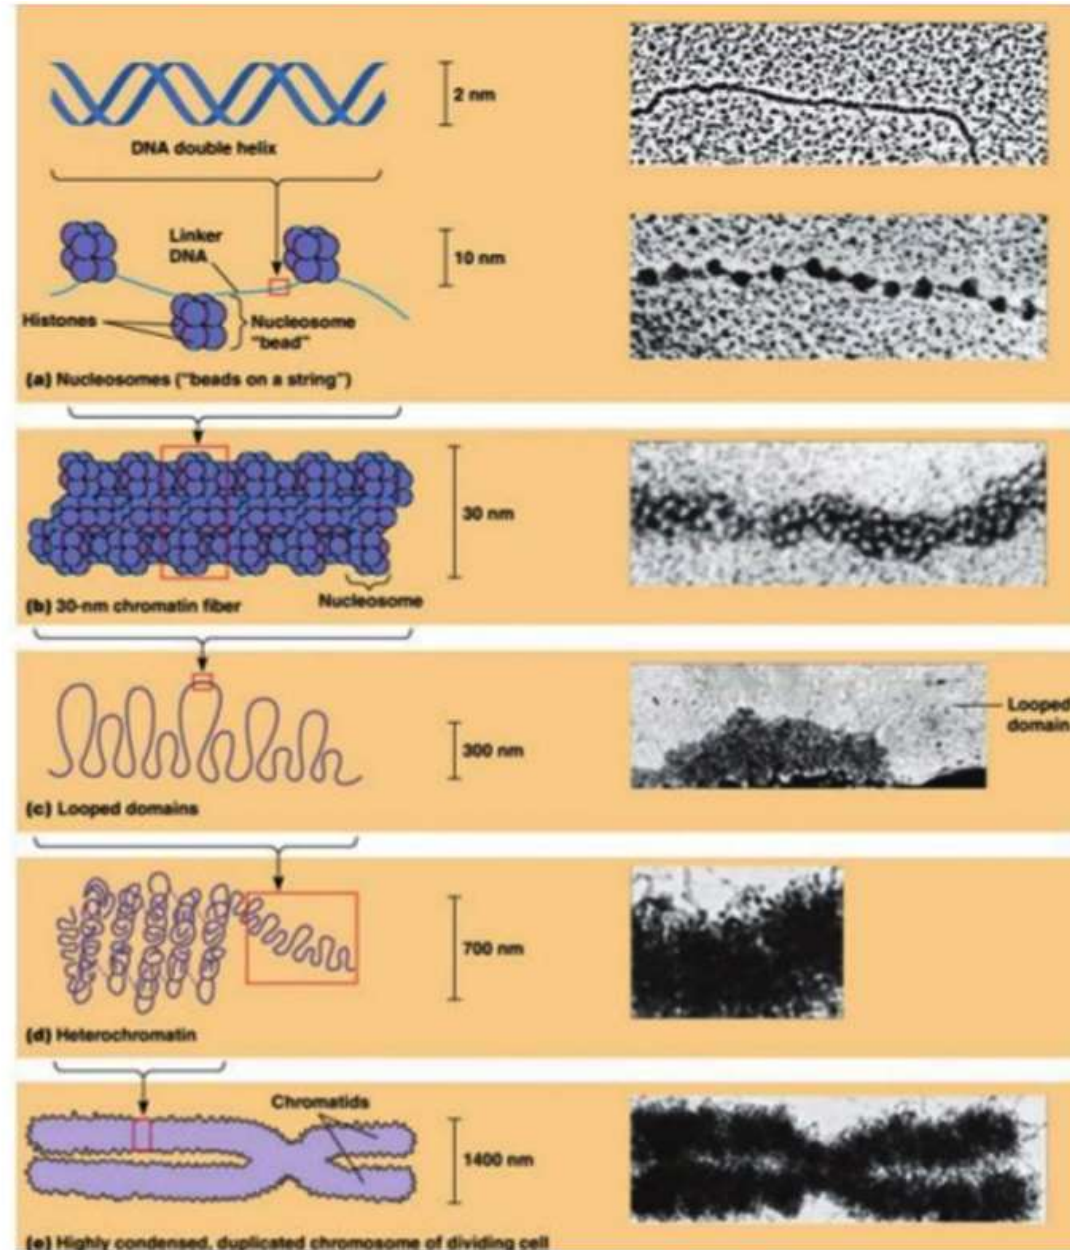 2 nm
DNA double helix
Linker
DNA
10 nm
Histones
Nucleosome
"bead"
(a) Nucleosomes ("beads on a string")
30 nm
(b) 30-nm chromatin fiber
Nucleosome
Looped
domain
300 nm
(c) Looped domains
700 nm
(d) Heterochromatin
Chromatids
1400 nm
(e) Highly condensed, duplicated chromosome of dividing cell